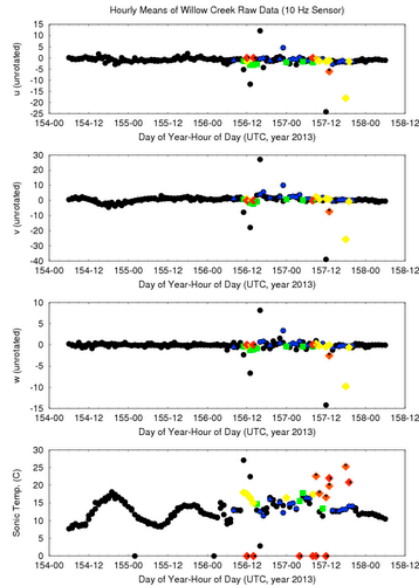 Hourly Means of Willow Creek Raw Data (10 Hz Sensor)
15
10
5
0
-5
-10
-15
-20
-25
u (unrotated)
154-00 154-12 155-00 155-12 156-00 156-12 157-00 157-12 158-00 158-12
Day of Year-Hour of Day (UTC, year 2013)
30
20
10
0
-10
-20
-30
-40
v (unrotated)
154-00 154-12 155-00 155-12 156-00 156-12 157-00 157-12 158-00 158-12
Day of Year-Hour of Day (UTC, year 2013)
10
5
0
-5
-10
-15
w (unrotated)
154-00 154-12 155-00 155-12 156-00 156-12 157-00 157-12 158-00 158-12
Day of Year-Hour of Day (UTC, year 2013)
30
25
20
15
10
5
0
Sonic Temp. (C)
154-00 154-12 155-00 155-12 156-00 156-12 157-00 157-12 158-00 158-12
Day of Year-Hour of Day (UTC, year 2013)